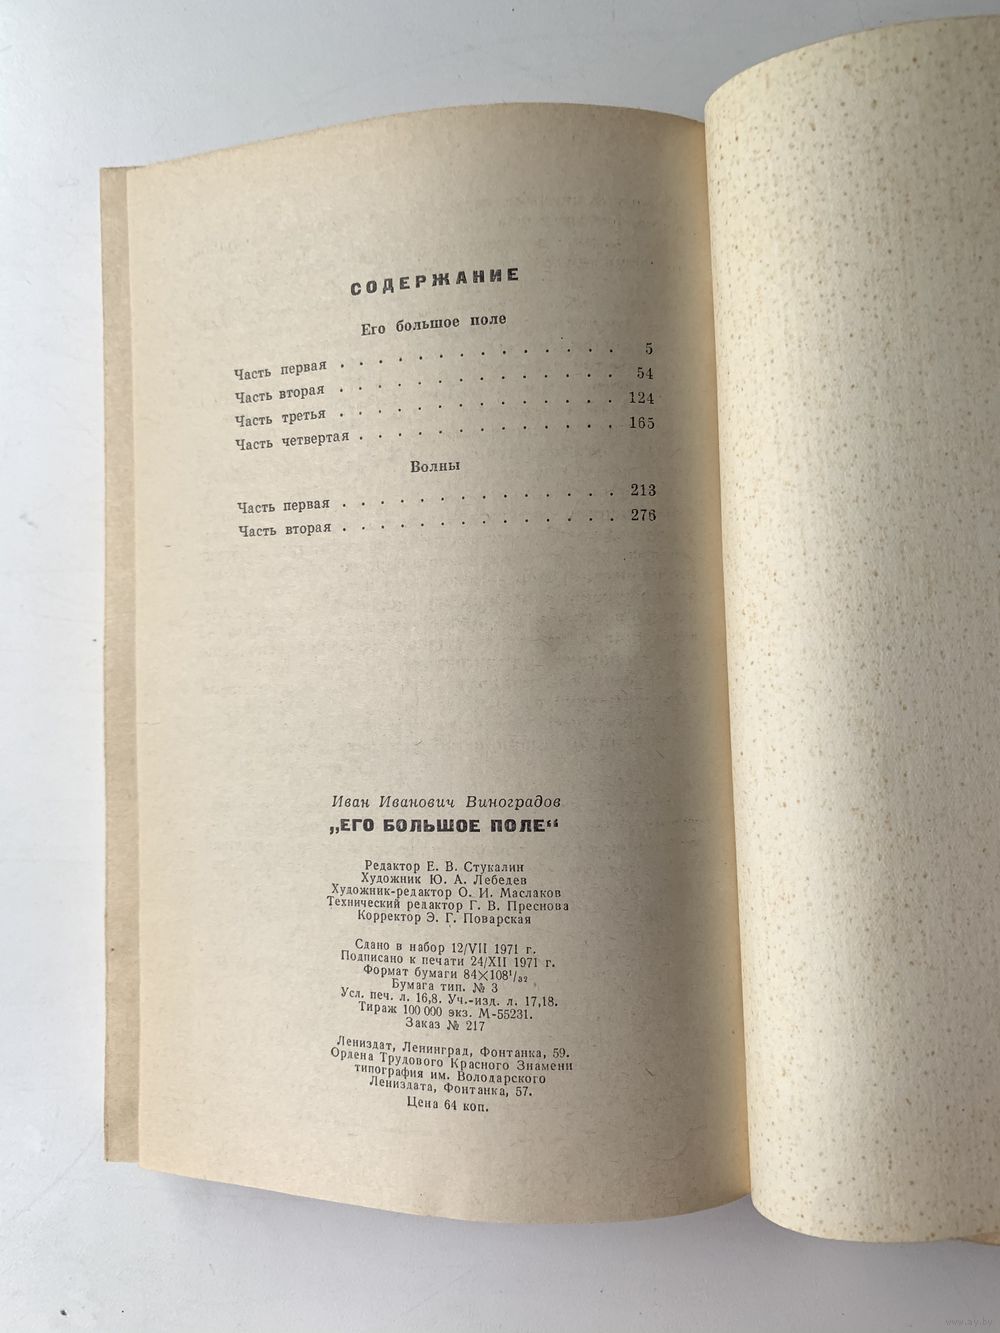 СОДЕРЖАНИЕ
Его большое поле
Часть первая . . . . . . . . . . . . . . 5
Часть вторая . . . . . . . . . . . . . . 54
Часть третья . . . . . . . . . . . . . . 124
Часть четвертая . . . . . . . . . . . . . 165
Волны
Часть первая . . . . . . . . . . . . . . 213
Часть вторая . . . . . . . . . . . . . . 276
Иван Иванович Виноградов
„ЕГО БОЛЬШОЕ ПОЛЕ“
Редактор Е. В. Стукалин
Художник Ю. А. Лебедев
Художник-редактор О. И. Маслаков
Технический редактор Г. В. Преснова
Корректор Э. Г. Поварская
Сдано в набор 12/VII 1971 г.
Подписано к печати 24/XII 1971 г.
Формат бумаги 84×108¹/₃₂
Бумага тип. № 3
Усл. печ. л. 16,8. Уч.-изд. л. 17,18.
Тираж 100 000 экз. М-55231.
Заказ № 217
Лениздат, Ленинград, Фонтанка, 59.
Ордена Трудового Красного Знамени
типография им. Володарского
Лениздата, Фонтанка, 57.
Цена 64 коп.
www.ay.by